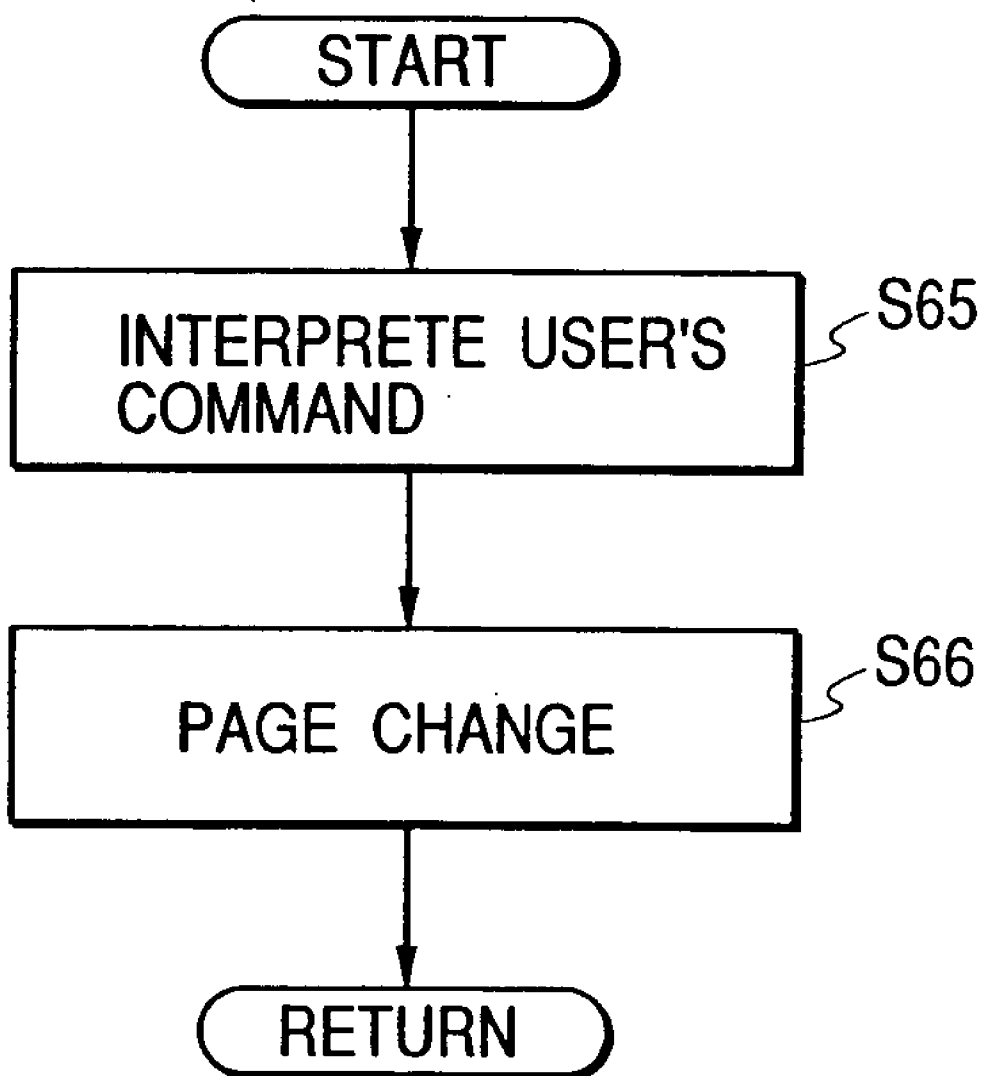 START
INTERPRETE USER'S
COMMAND
S65
PAGE CHANGE
S66
RETURN